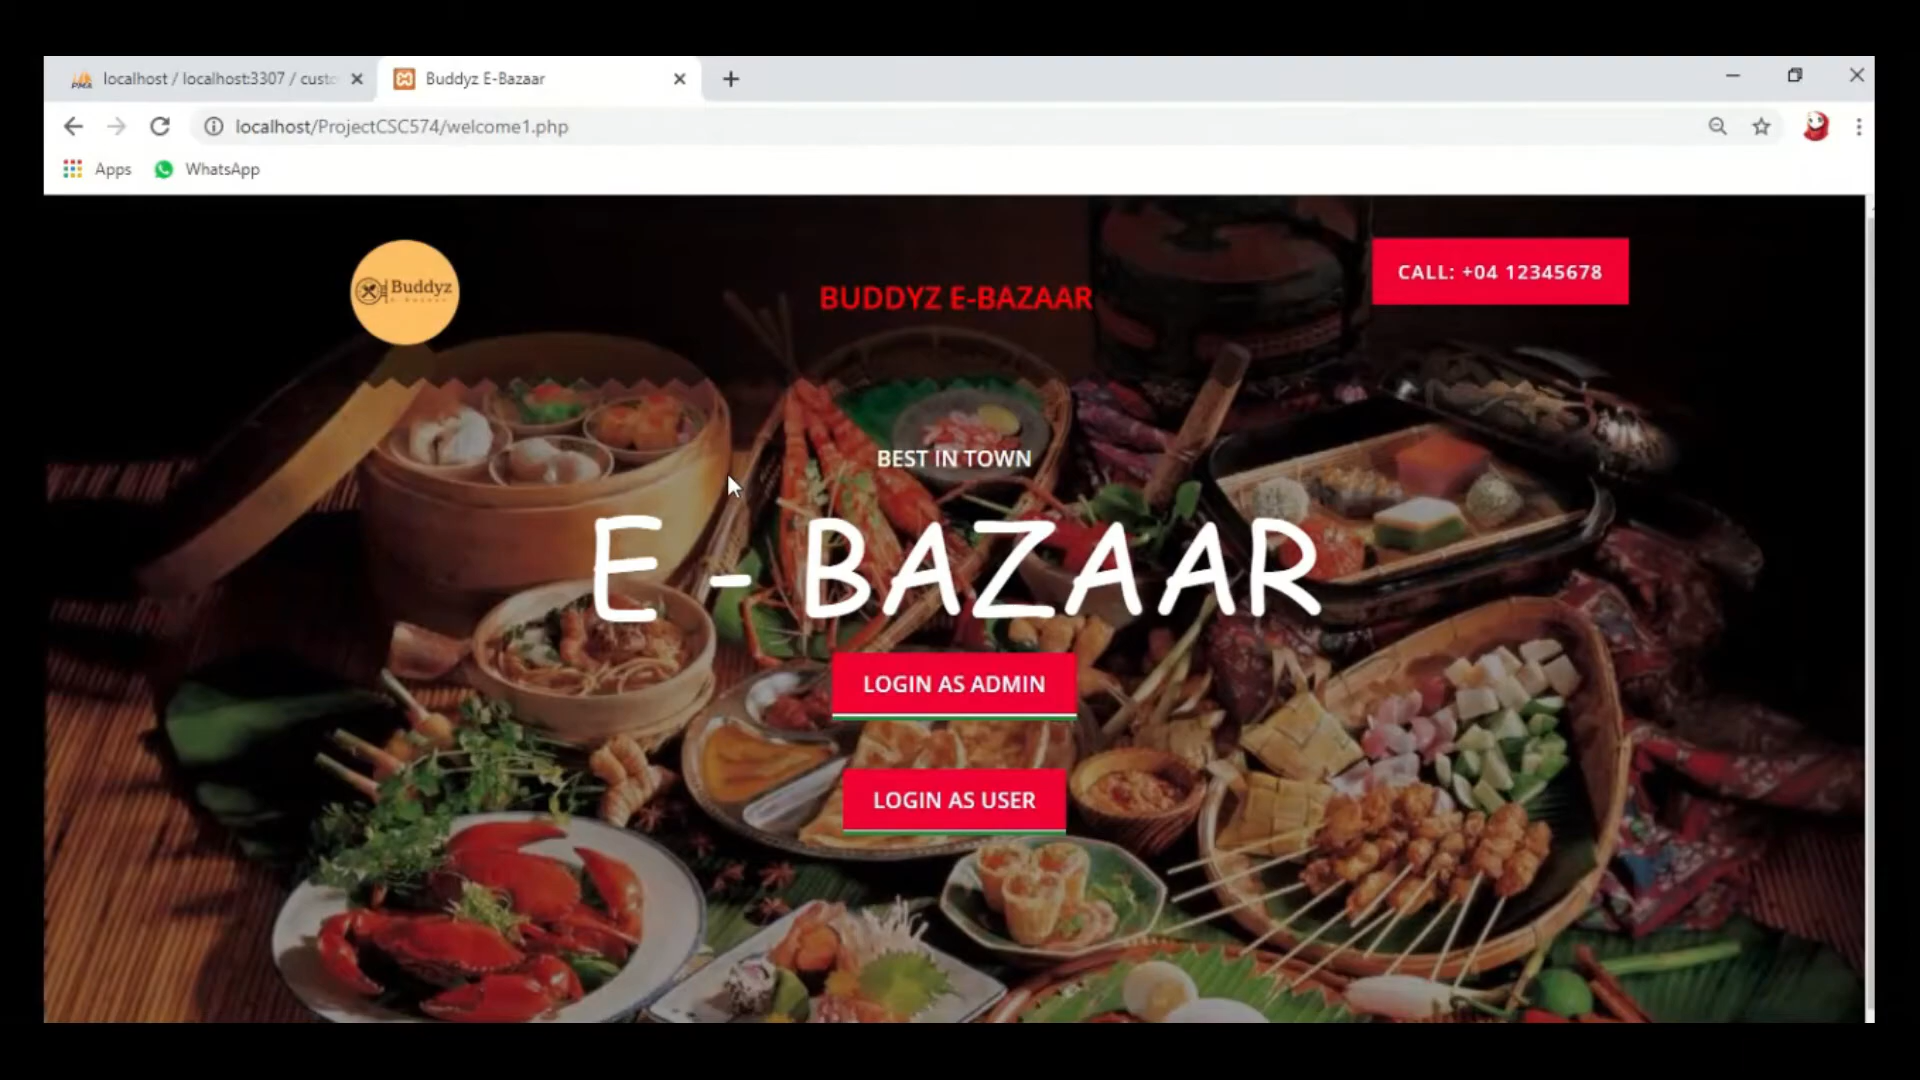 localhost / localhost:3307 / custo
Buddyz E-Bazaar
localhost/ProjectCSC574/welcome1.php
Apps
WhatsApp
Buddyz
BUDDYZ E-BAZAAR
CALL: +04 12345678
BEST IN TOWN
E - BAZAAR
LOGIN AS ADMIN
LOGIN AS USER